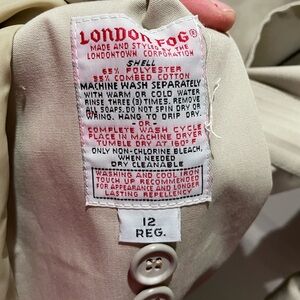 LONDON FOG®
MADE AND STYLED BY THE
LONDONTOWN CORPORATION
SHELL
65% POLYESTER
35% COMBED COTTON
MACHINE WASH SEPARATELY
WITH WARM OR COLD WATER
RINSE THREE (3) TIMES. REMOVE
ALL SOAPS. DO NOT SPIN DRY OR
WRING. HANG TO DRIP DRY.
-OR-
COMPLETE WASH CYCLE
PLACE IN MACHINE DRYER
TUMBLE DRY AT 160° F
ONLY NON-CHLORINE BLEACH,
WHEN NEEDED
DRY CLEANABLE
WASHING AND COOL IRON
TOUCH UP RECOMMENDED
FOR APPEARANCE AND LONGER
LASTING REPELLENCY
12
REG.